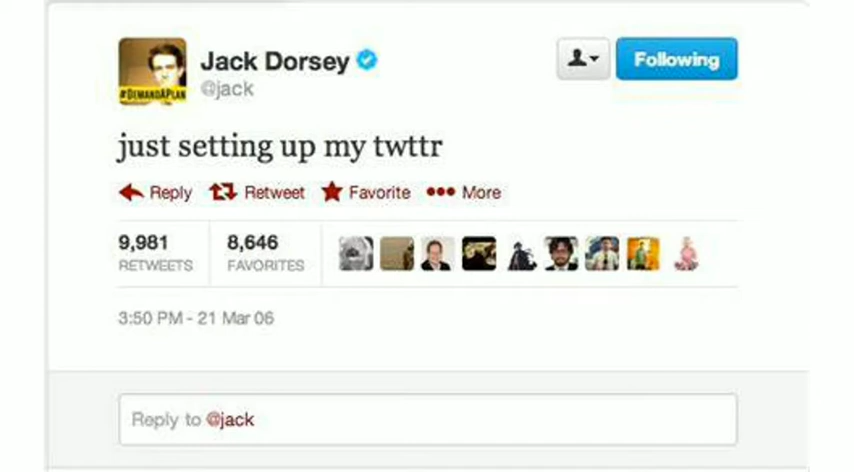 Jack Dorsey
@jack
#DEMANDAPLAN
Following
just setting up my twttr
Reply Retweet Favorite More
9,981 8,646
RETWEETS FAVORITES
3:50 PM - 21 Mar 06
Reply to @jack